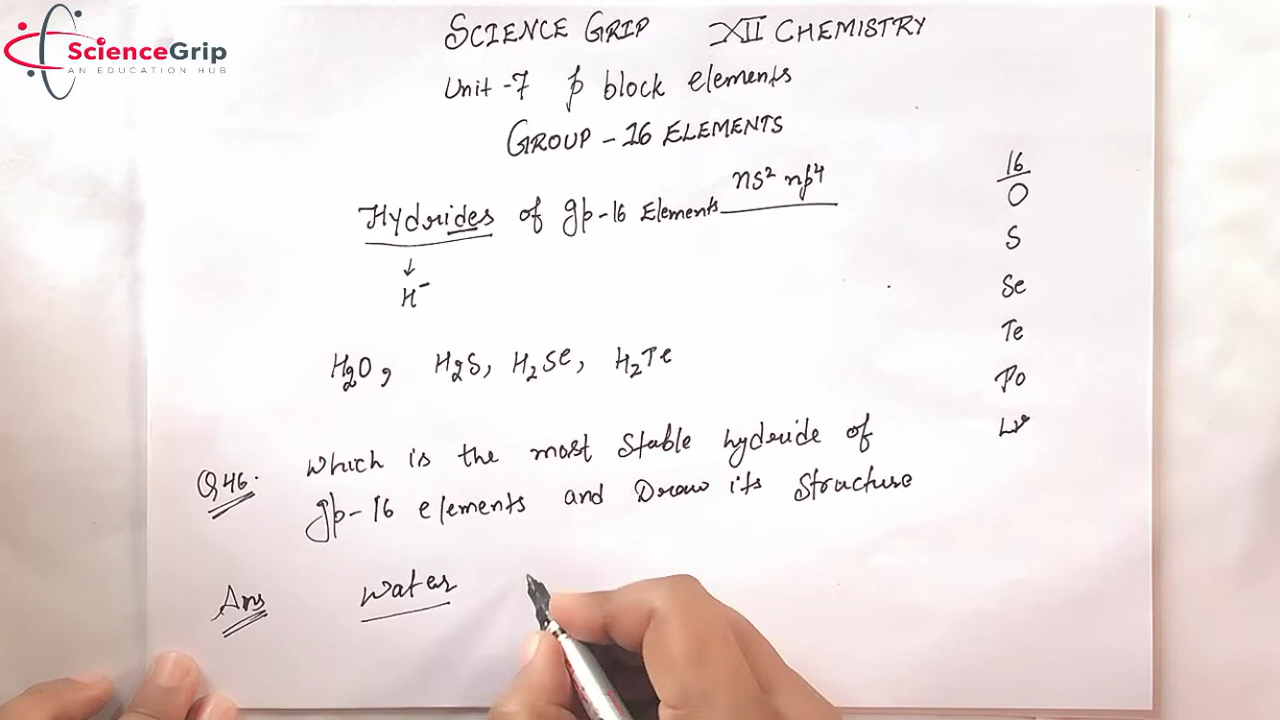 ScienceGrip
AN EDUCATION HUB
SCIENCE GRIP XII CHEMISTRY
Unit -7 p block elements
GROUP - 16 ELEMENTS
Hydrides of gp-16 Elements ns² np⁴
↓
H⁻
H₂O, H₂S, H₂Se, H₂Te
16
O
S
Se
Te
Po
Lv
Q46. Which is the most Stable hydride of
gp-16 elements and Draw its Structure
Ans Water